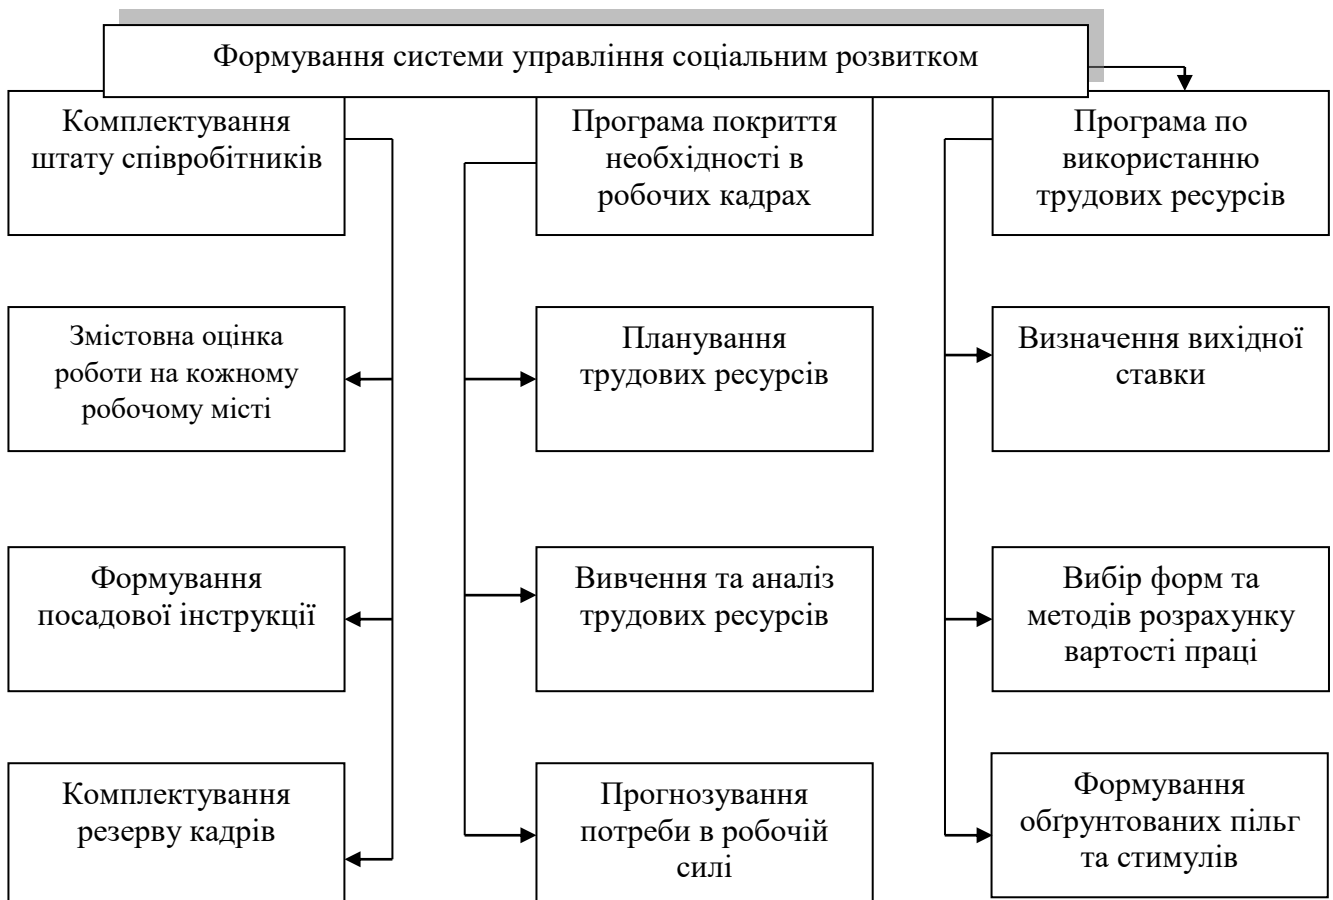 Формування системи управління соціальним розвитком
Комплектування
штату співробітників
Програма покриття
необхідності в
робочих кадрах
Програма по
використанню
трудових ресурсів
Змістовна оцінка
роботи на кожному
робочому місті
Планування
трудових ресурсів
Визначення вихідної
ставки
Формування
посадової інструкції
Вивчення та аналіз
трудових ресурсів
Вибір форм та
методів розрахунку
вартості праці
Комплектування
резерву кадрів
Прогнозування
потреби в робочій
силі
Формування
обґрунтованих пільг
та стимулів